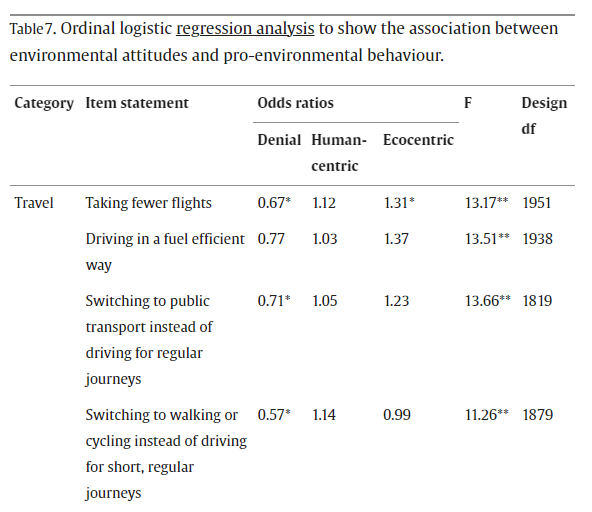 Table7. Ordinal logistic regression analysis to show the association between
environmental attitudes and pro-environmental behaviour.
Category Item statement Odds ratios F Design
df
Denial Human- Ecocentric
centric
Travel Taking fewer flights 0.67* 1.12 1.31* 13.17** 1951
Driving in a fuel efficient 0.77 1.03 1.37 13.51** 1938
way
Switching to public 0.71* 1.05 1.23 13.66** 1819
transport instead of
driving for regular
journeys
Switching to walking or 0.57* 1.14 0.99 11.26** 1879
cycling instead of driving
for short, regular
journeys